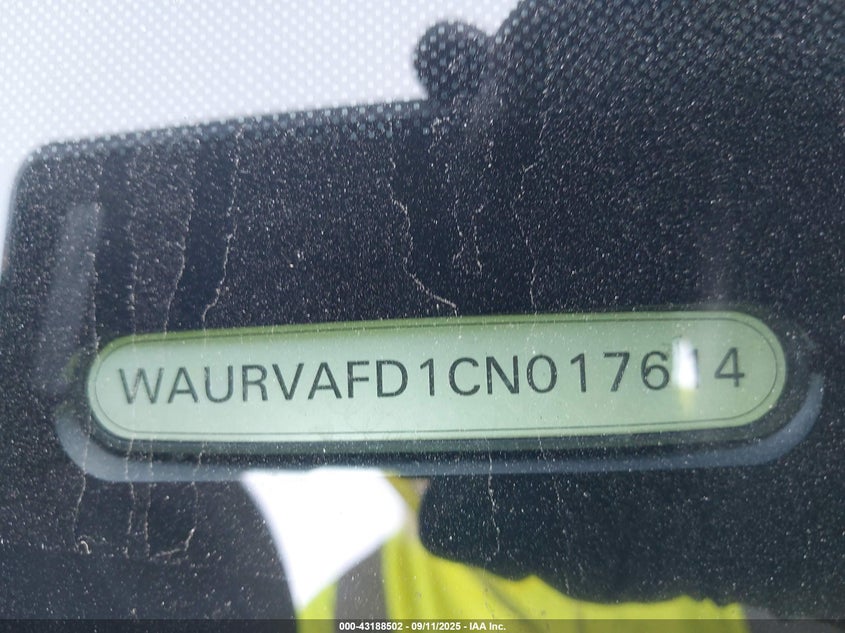 WAURVAFD1CN017614
000-43188502 - 09/11/2025 - IAA Inc.